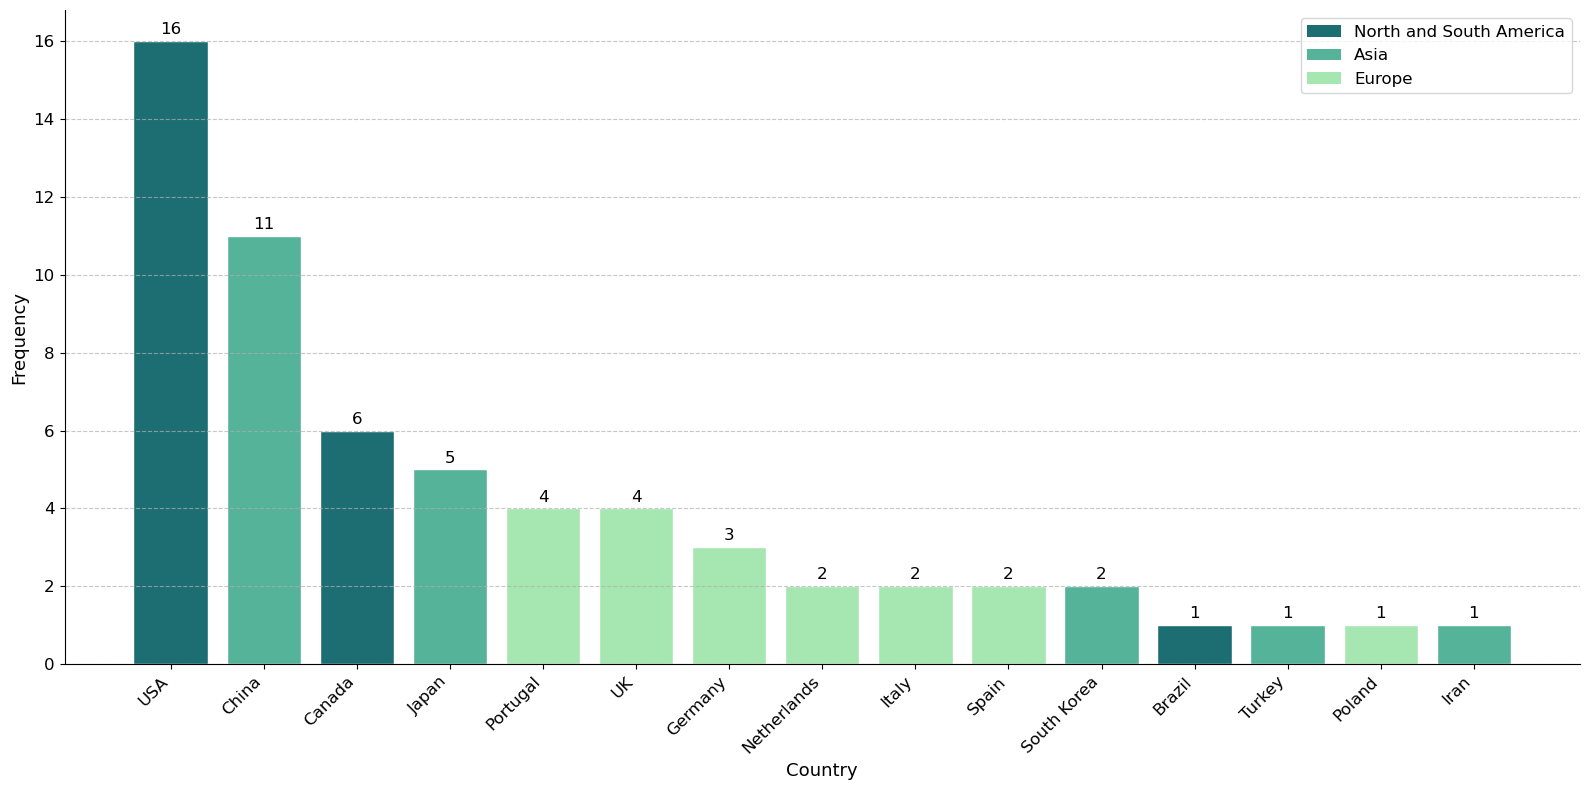 16
North and South America
Asia
Europe
16
14
12
11
10
8
Frequency
6
6
5
4
4
4
3
2
2
2
2
2
1
1
1
1
0
USA
China
Canada
Japan
Portugal
UK
Germany
Netherlands
Italy
Spain
South Korea
Brazil
Turkey
Poland
Iran
Country